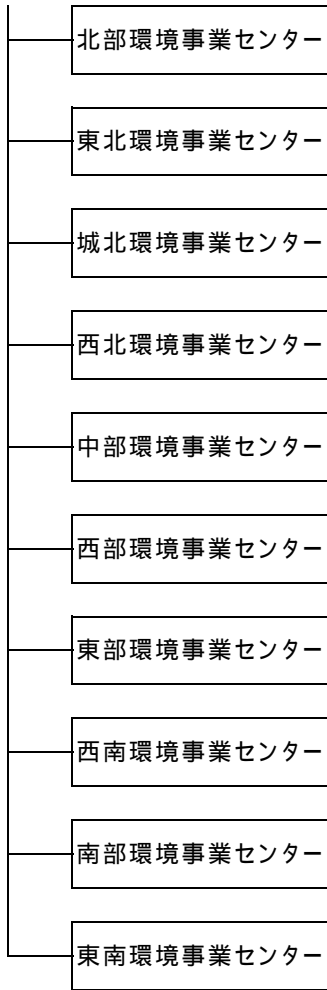 北部環境事業センター
東北環境事業センター
城北環境事業センター
西北環境事業センター
中部環境事業センター
西部環境事業センター
東部環境事業センター
西南環境事業センター
南部環境事業センター
東南環境事業センター